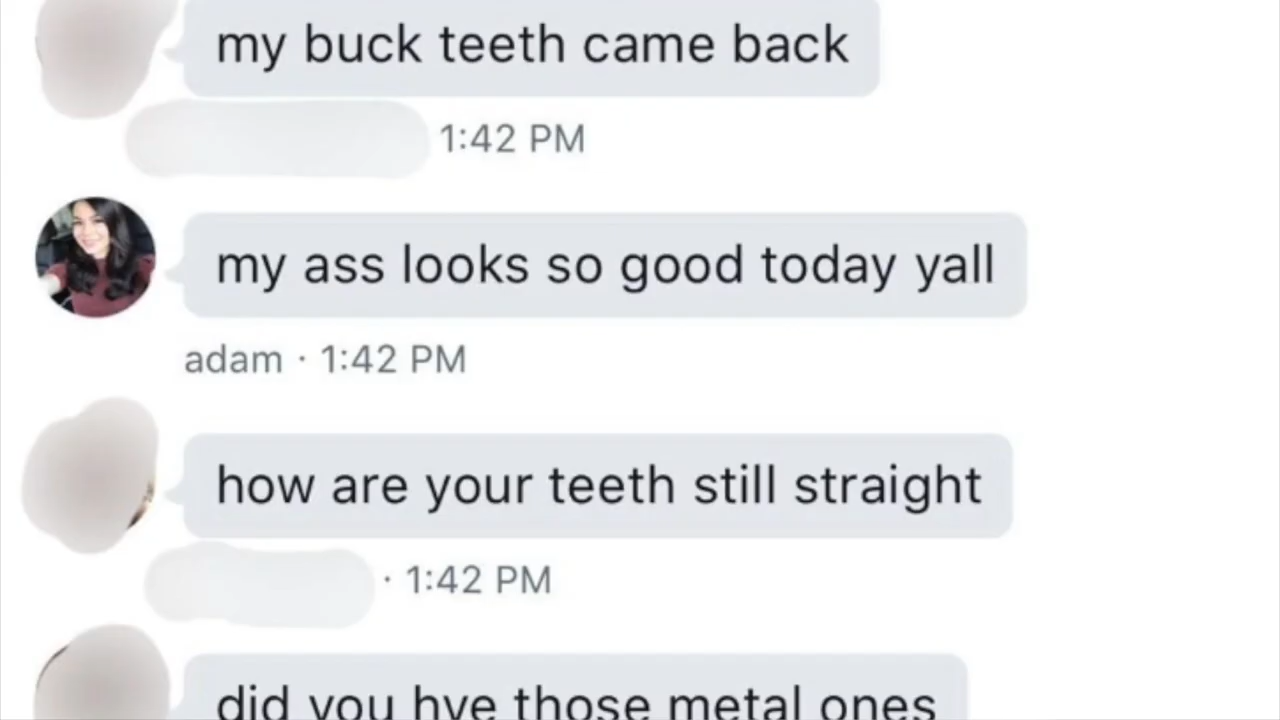 my buck teeth came back
1:42 PM
my ass looks so good today yall
adam · 1:42 PM
how are your teeth still straight
· 1:42 PM
did you hve those metal ones